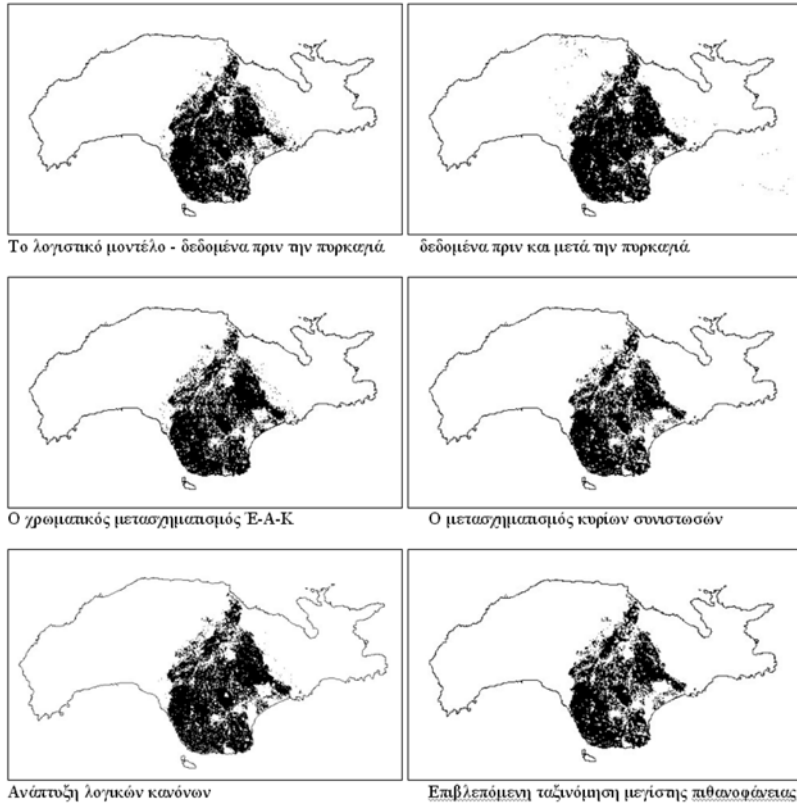 Το λογιστικό μοντέλο - δεδομένα πριν την πυρκαγιά
δεδομένα πριν και μετά την πυρκαγιά
Ο χρωματικός μετασχηματισμός Έ-Α-Κ
Ο μετασχηματισμός κυρίων συνιστωσών
Ανάπτυξη λογικών κανόνων
Επιβλεπόμενη ταξινόμηση μεγίστης πιθανοφάνειας